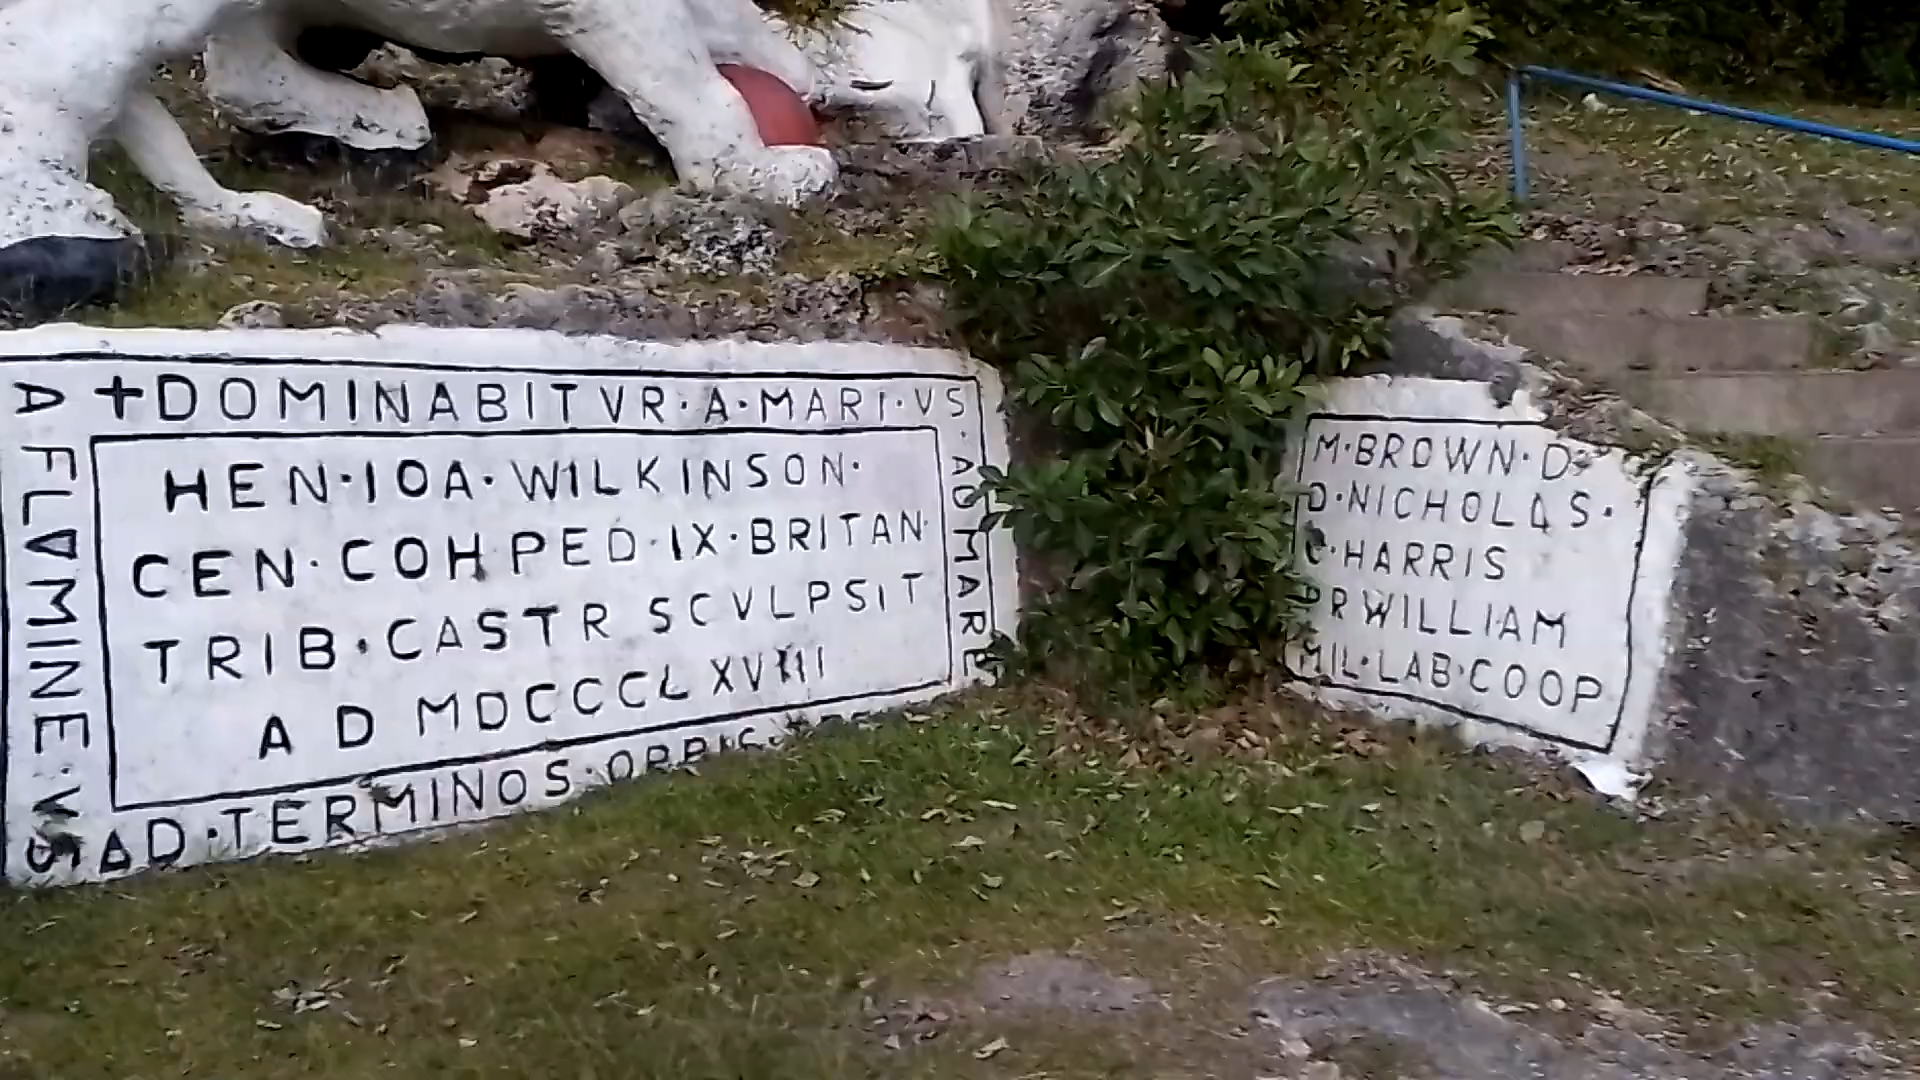 +DOMINABITVR·A·MARI·VS
·AD MARE
A FLVMINE·VS
AD·TERMINOS·ORBIS·
HEN·IOA·WILKINSON·
CEN·COH PED·IX·BRITAN·
TRIB·CASTR SCVLPSIT
A D MDCCCLXVIII
M·BROWN·D
D·NICHOLAS·
C·HARRIS
PR WILLIAM
MIL·LAB·COOP